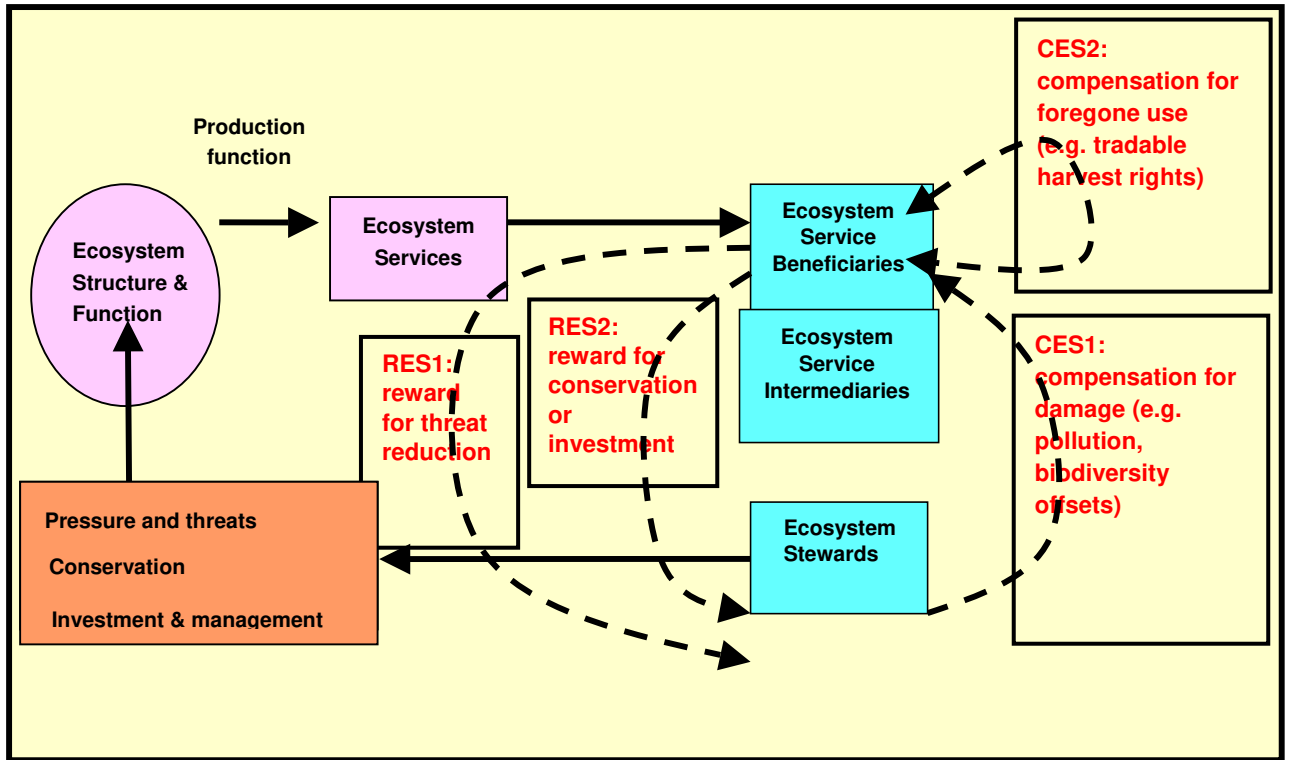 Production
function
Ecosystem
Structure &
Function
Ecosystem
Services
Ecosystem
Service
Beneficiaries
Ecosystem
Service
Intermediaries
CES2:
compensation for
foregone use
(e.g. tradable
harvest rights)
RES1:
reward
for threat
reduction
RES2:
reward for
conservation
or
investment
CES1:
compensation for
damage (e.g.
pollution,
biodiversity
offsets)
Pressure and threats
Conservation
Investment & management
Ecosystem
Stewards